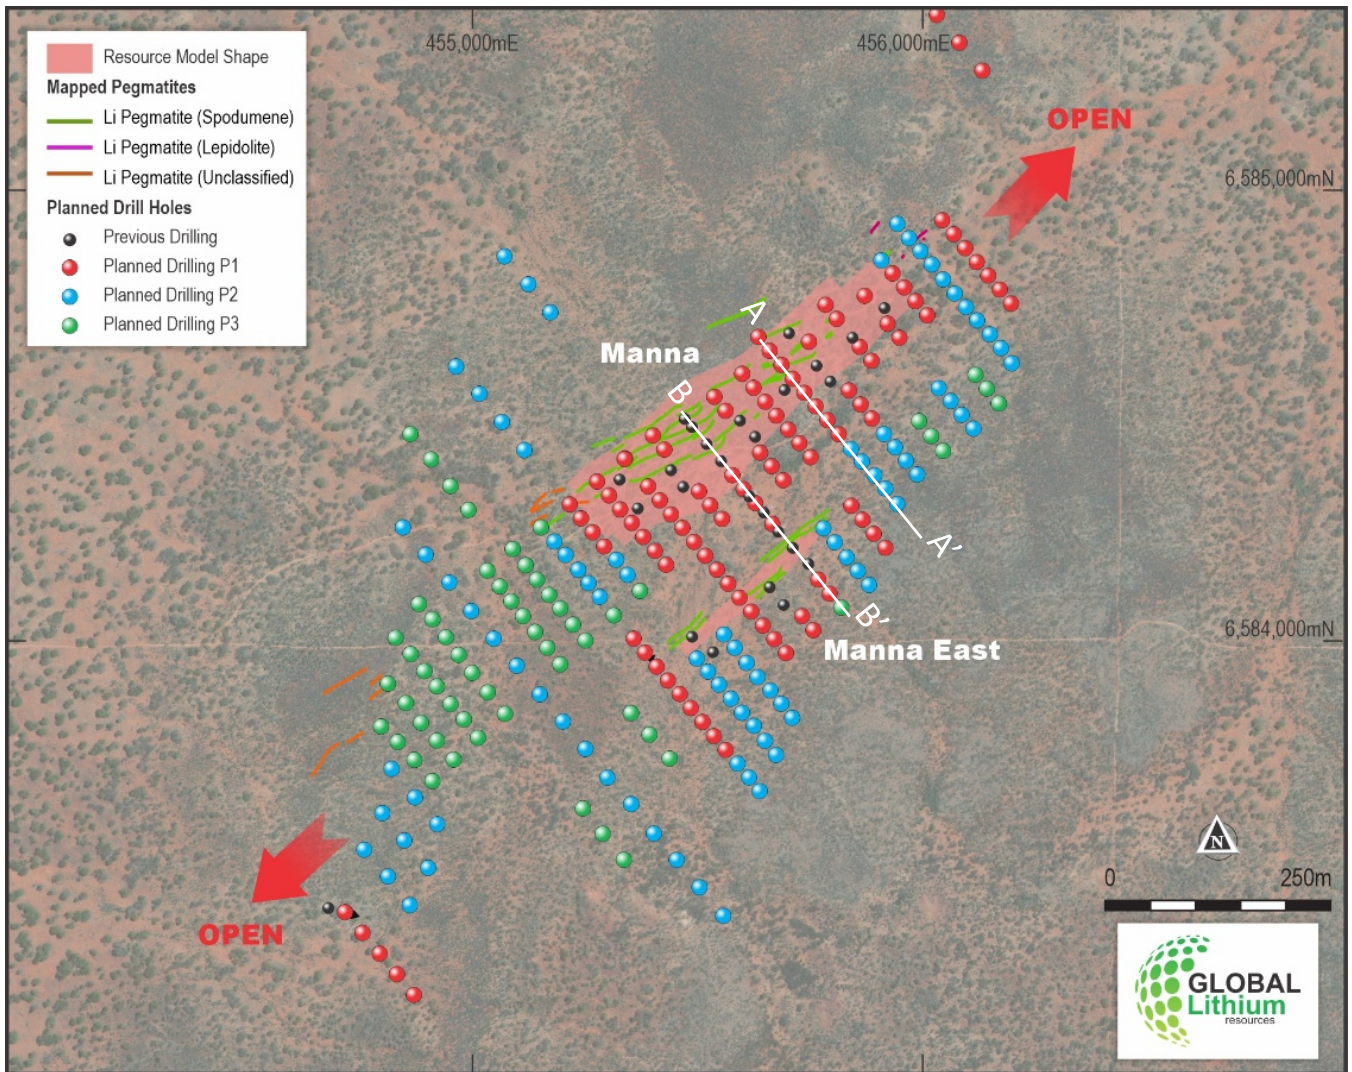 455,000mE
456,000mE
Resource Model Shape
Mapped Pegmatites
Li Pegmatite (Spodumene)
Li Pegmatite (Lepidolite)
Li Pegmatite (Unclassified)
Planned Drill Holes
Previous Drilling
Planned Drilling P1
Planned Drilling P2
Planned Drilling P3
OPEN
6,585,000mN
A
Manna
B
A'
B'
6,584,000mN
Manna East
N
0 250m
OPEN
GLOBAL
Lithium
resources